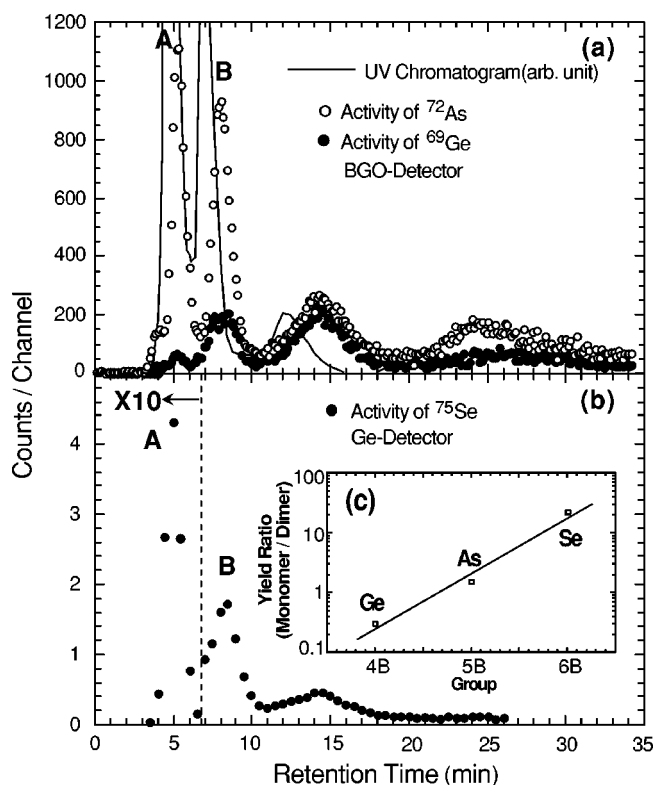 1200
1000
800
600
400
200
0
A
B
(a)
UV Chromatogram(arb. unit)
Activity of ⁷²As
Activity of ⁶⁹Ge
BGO-Detector
Counts / Channel
X10
A
B
(b)
Activity of ⁷⁵Se
Ge-Detector
4
3
2
1
0
(c)
100
10
1
0.1
Yield Ratio
(Monomer / Dimer)
Ge
As
Se
4B 5B 6B
Group
0 5 10 15 20 25 30 35
Retention Time (min)